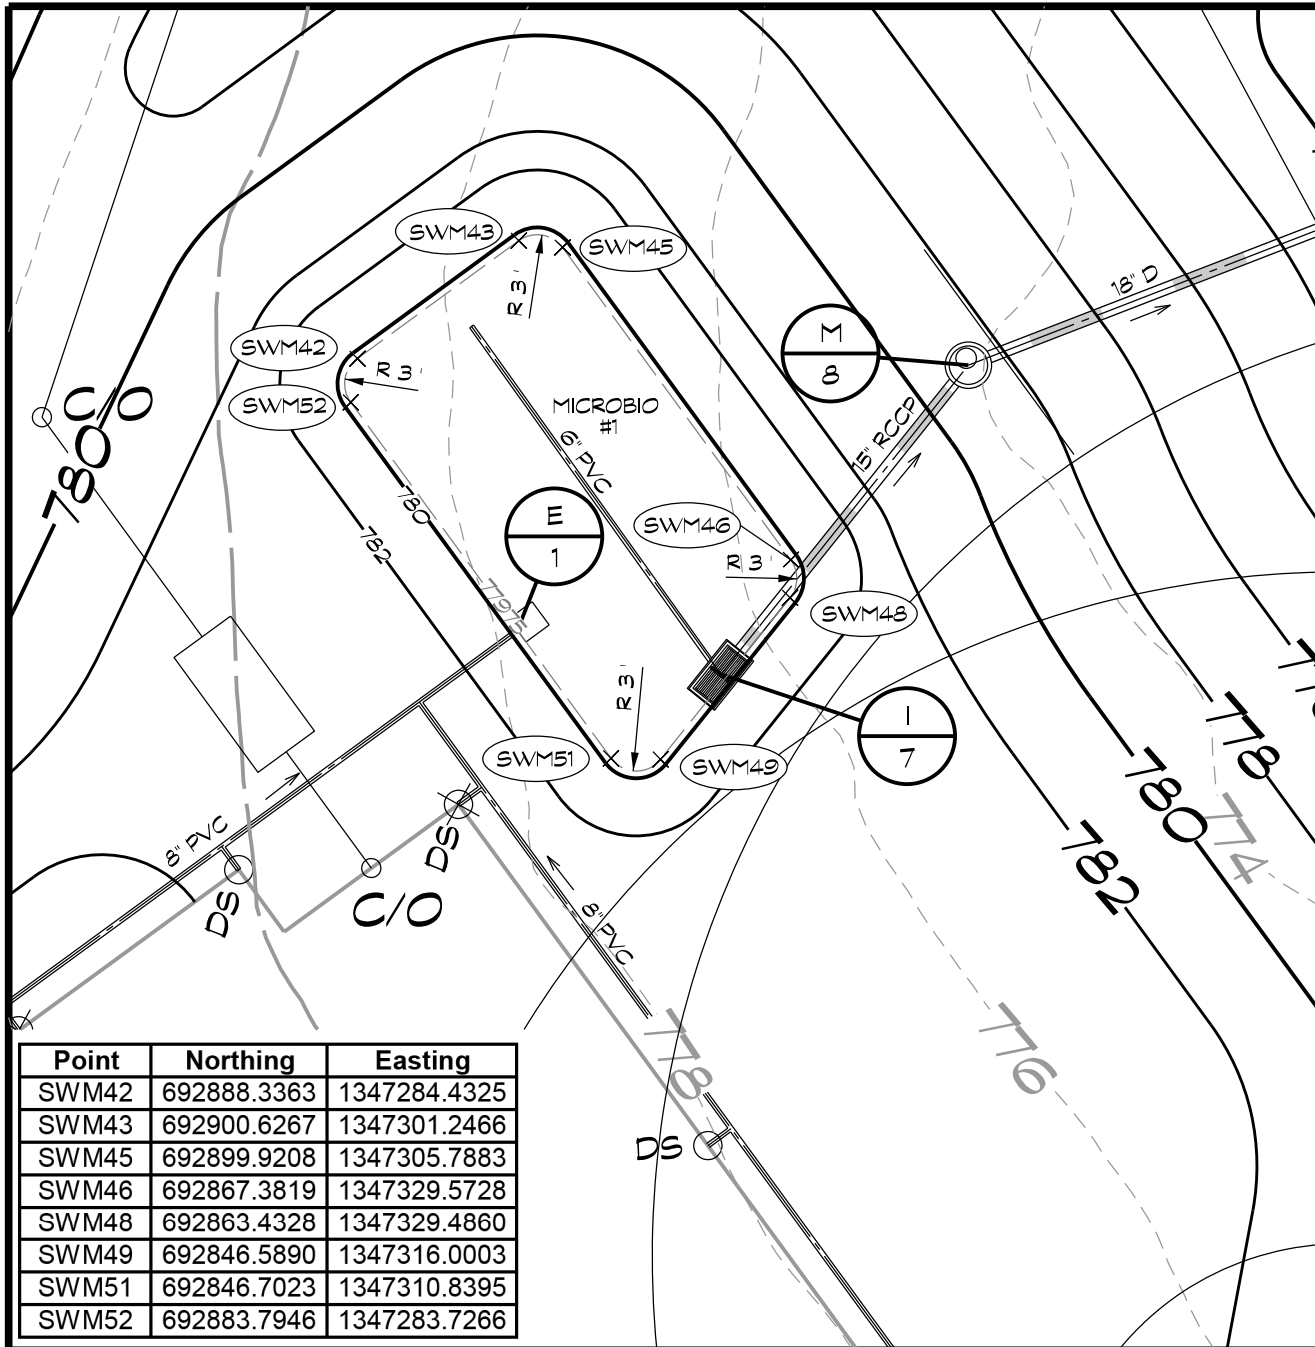 SWM43
SWM45
R 3'
18" D
M
8
SWM42
R 3'
SWM52
C/O
780
MICROBIO
#1
6" PVC
15" RCCP
780
782
E
1
SWM46
R 3'
77975
SWM48
R 3'
I
7
SWM51
SWM49
778
780
774
782
8" PVC
DS
DS
C/O
8" PVC
776
778
DS
Point Northing Easting
SWM42 692888.3363 1347284.4325
SWM43 692900.6267 1347301.2466
SWM45 692899.9208 1347305.7883
SWM46 692867.3819 1347329.5728
SWM48 692863.4328 1347329.4860
SWM49 692846.5890 1347316.0003
SWM51 692846.7023 1347310.8395
SWM52 692883.7946 1347283.7266